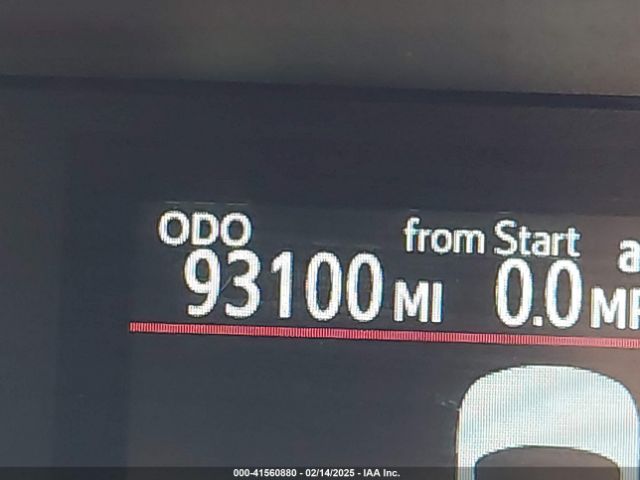 ODO from Start
93100 MI 0.0
000-41560880 - 02/14/2025 - IAA Inc.